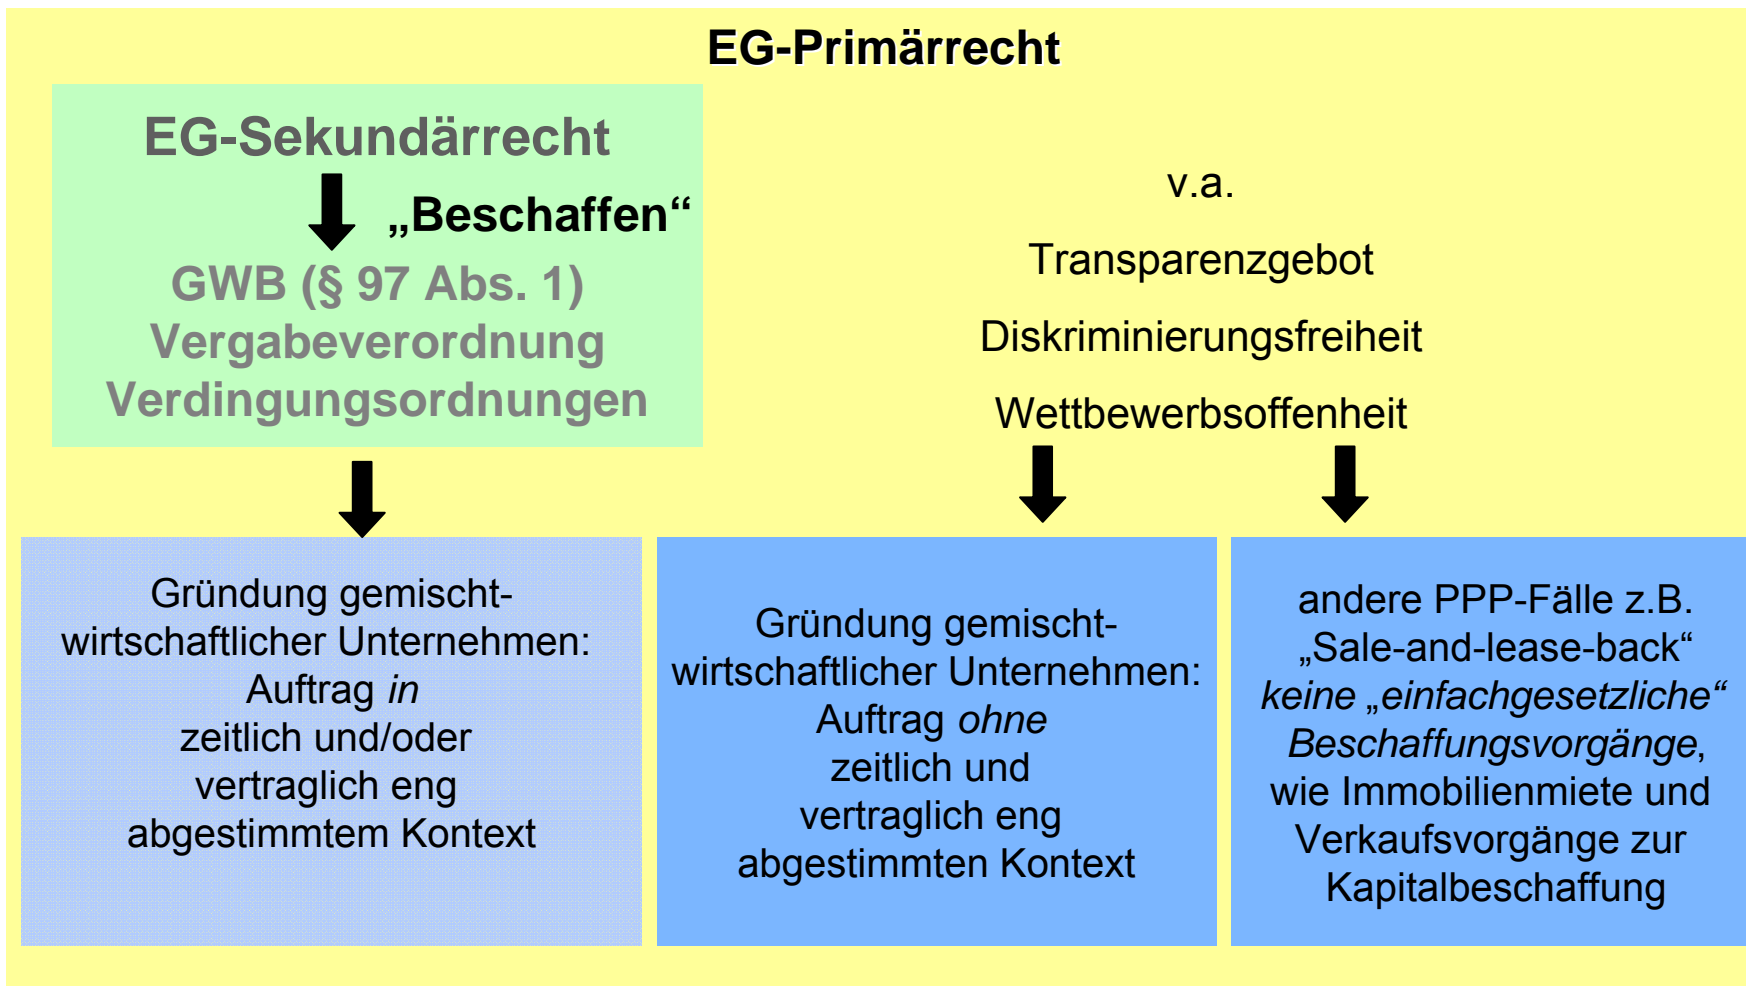 EG-Primärrecht
EG-Sekundärrecht
„Beschaffen“
GWB (§ 97 Abs. 1)
Vergabeverordnung
Verdingungsordnungen
v.a.
Transparenzgebot
Diskriminierungsfreiheit
Wettbewerbsoffenheit
Gründung gemischt-
wirtschaftlicher Unternehmen:
Auftrag in
zeitlich und/oder
vertraglich eng
abgestimmtem Kontext
Gründung gemischt-
wirtschaftlicher Unternehmen:
Auftrag ohne
zeitlich und
vertraglich eng
abgestimmten Kontext
andere PPP-Fälle z.B.
„Sale-and-lease-back“
keine „einfachgesetzliche“
Beschaffungsvorgänge,
wie Immobilienmiete und
Verkaufsvorgänge zur
Kapitalbeschaffung